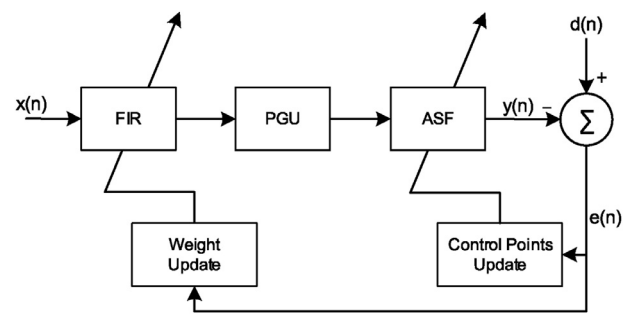 d(n)
x(n)
FIR
PGU
ASF
y(n)
−
+
Σ
e(n)
Weight
Update
Control Points
Update